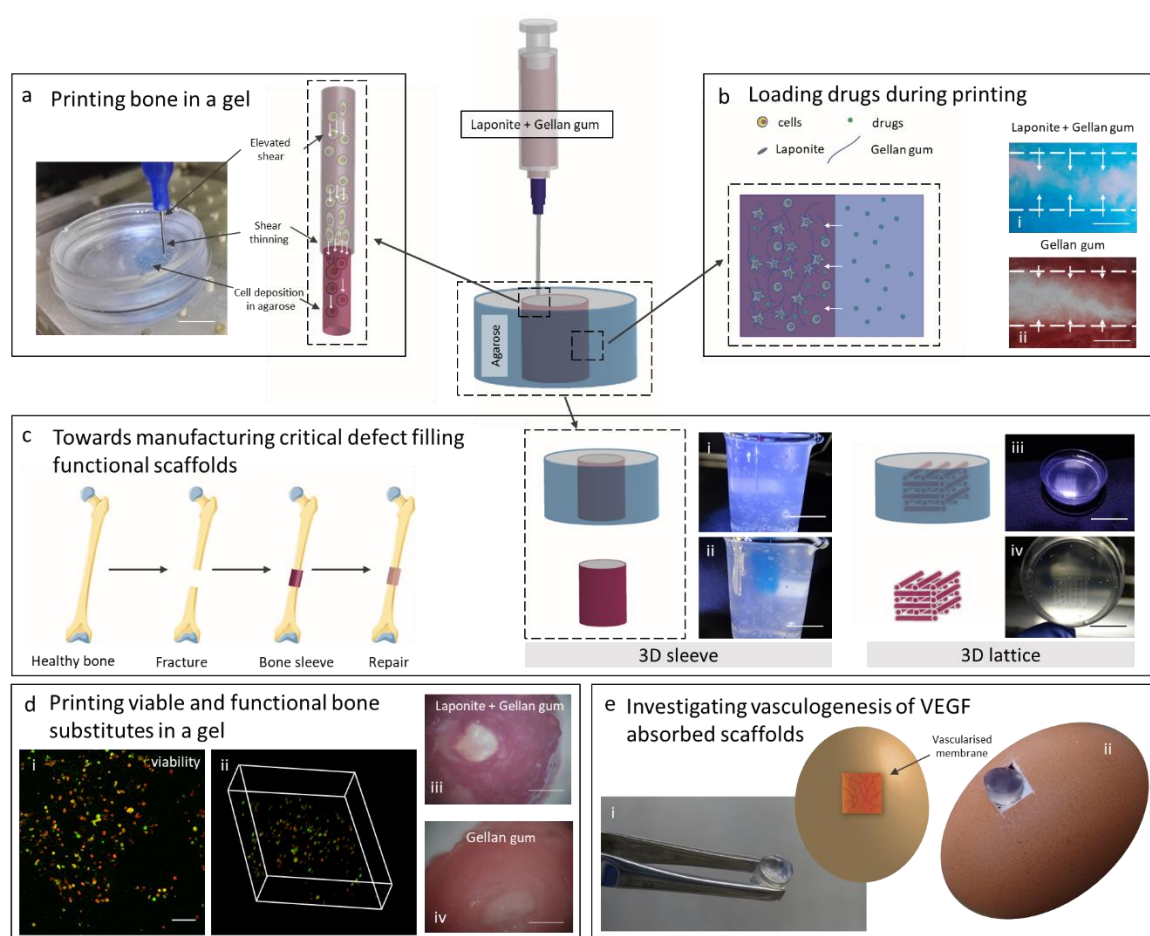 Laponite + Gellan gum
Agarose
a Printing bone in a gel
Elevated
shear
Shear
thinning
Cell deposition
in agarose
b Loading drugs during printing
cells
drugs
Laponite
Gellan gum
Laponite + Gellan gum
i
Gellan gum
ii
c Towards manufacturing critical defect filling
functional scaffolds
Healthy bone
Fracture
Bone sleeve
Repair
i
ii
3D sleeve
iii
iv
3D lattice
d Printing viable and functional bone
substitutes in a gel
i
viability
ii
Laponite + Gellan gum
iii
Gellan gum
iv
e Investigating vasculogenesis of VEGF
absorbed scaffolds
Vascularised
membrane
i
ii